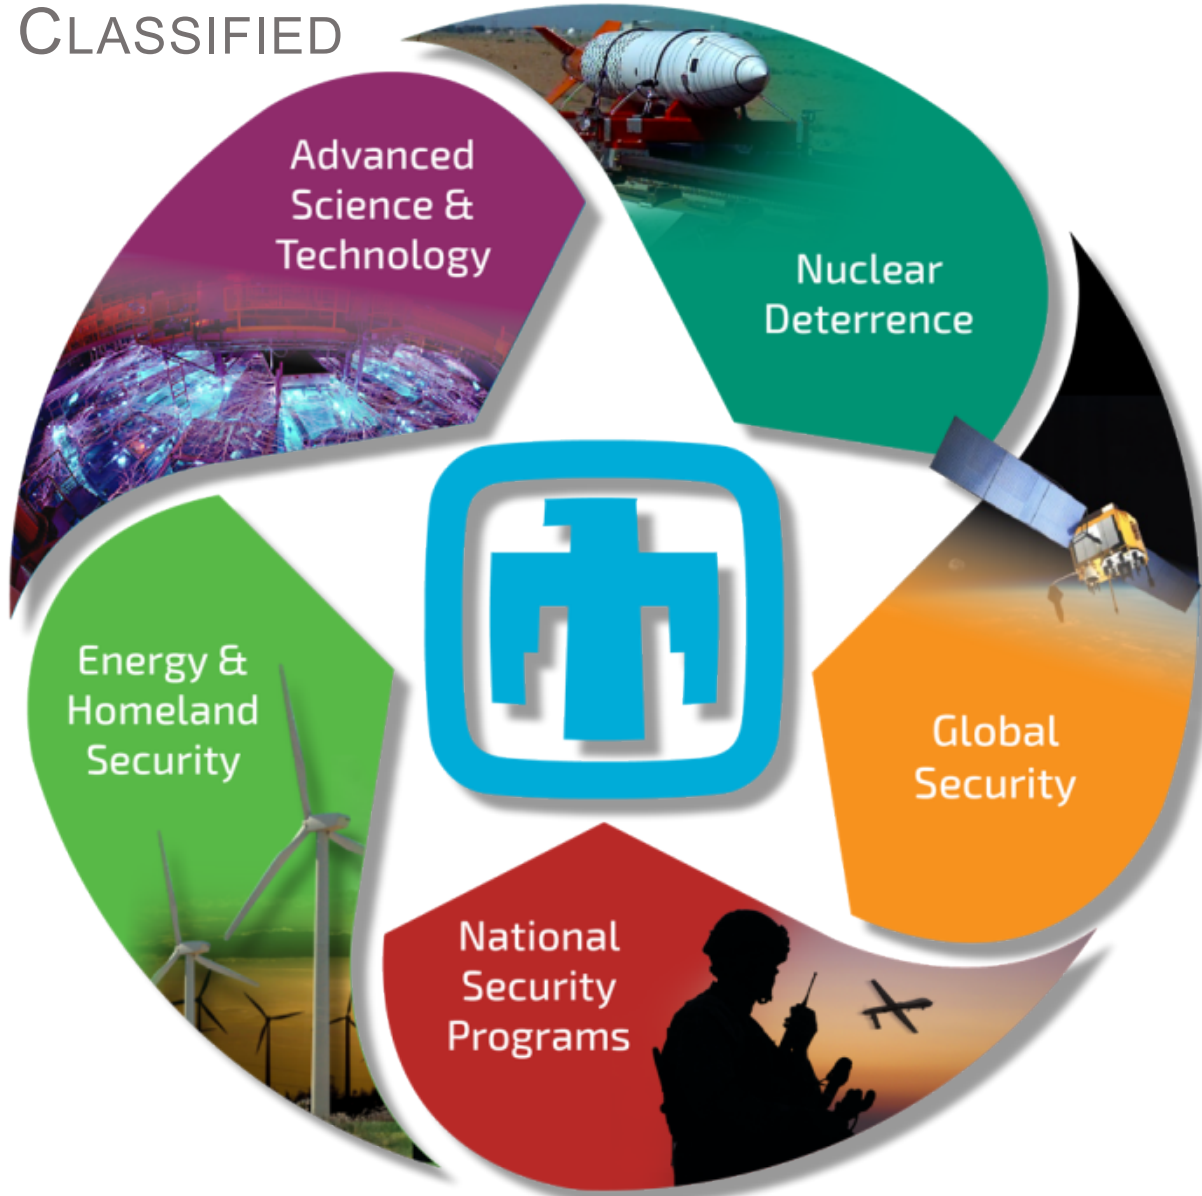 CLASSIFIED
Advanced
Science &
Technology
Nuclear
Deterrence
Energy &
Homeland
Security
Global
Security
National
Security
Programs